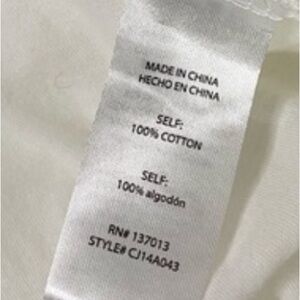 MADE IN CHINA
HECHO EN CHINA
SELF:
100% COTTON
SELF:
100% algodón
RN# 137013
STYLE# CJ14A043